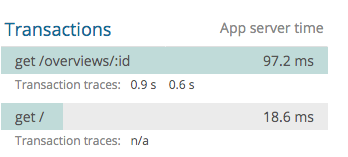 Transactions App server time
get /overviews/:id 97.2 ms
Transaction traces: 0.9 s 0.6 s
get / 18.6 ms
Transaction traces: n/a